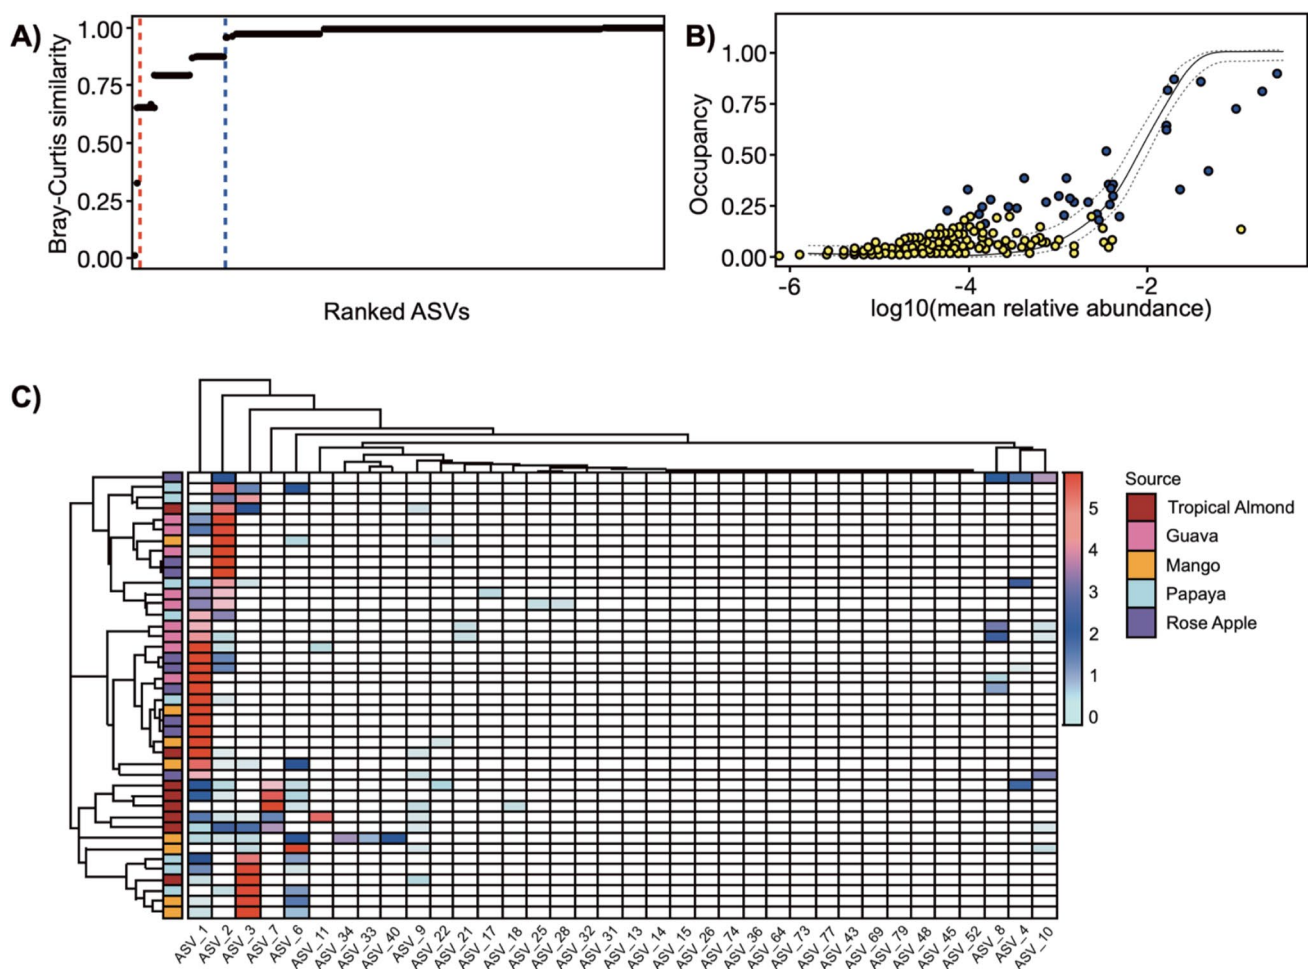 A)
Bray-Curtis similarity
1.00
0.75
0.50
0.25
0.00
Ranked ASVs
B)
Occupancy
1.00
0.75
0.50
0.25
0.00
-6 -4 -2
log10(mean relative abundance)
C)
5
4
3
2
1
0
Source
Tropical Almond
Guava
Mango
Papaya
Rose Apple
ASV_1 ASV_2 ASV_3 ASV_7 ASV_6 ASV_11 ASV_34 ASV_33 ASV_40 ASV_9 ASV_22 ASV_21 ASV_17 ASV_18 ASV_25 ASV_28 ASV_32 ASV_31 ASV_13 ASV_14 ASV_15 ASV_26 ASV_74 ASV_36 ASV_64 ASV_73 ASV_77 ASV_43 ASV_69 ASV_79 ASV_48 ASV_45 ASV_52 ASV_8 ASV_4 ASV_10